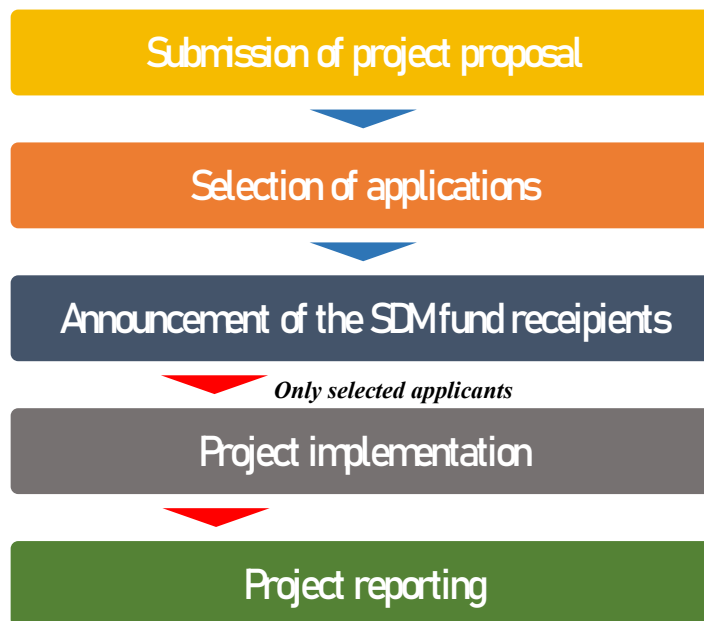 Submission of project proposal
Selection of applications
Announcement of the SDM fund receipients
Only selected applicants
Project implementation
Project reporting